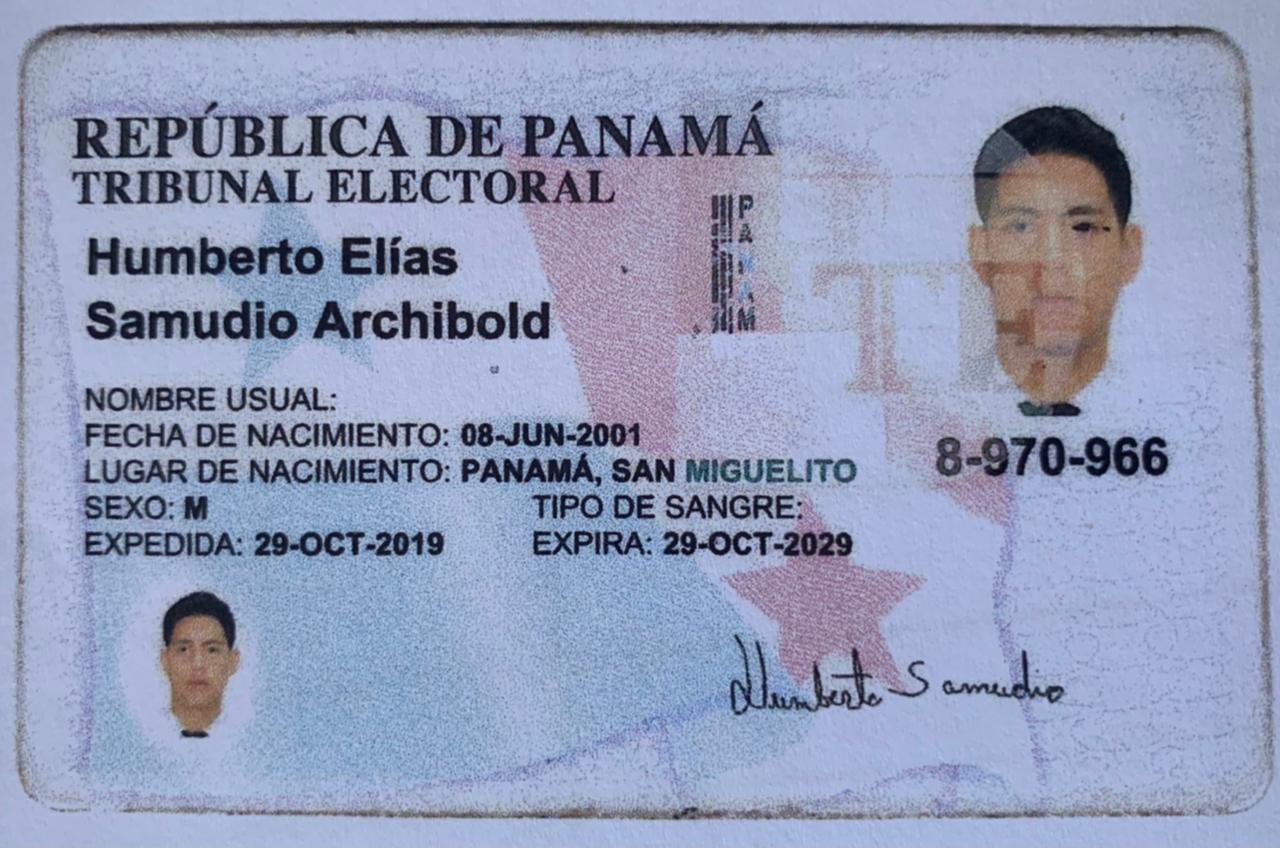 REPÚBLICA DE PANAMÁ
TRIBUNAL ELECTORAL
Humberto Elías
Samudio Archibold
PANAM
NOMBRE USUAL:
FECHA DE NACIMIENTO: 08-JUN-2001
LUGAR DE NACIMIENTO: PANAMÁ, SAN MIGUELITO
8-970-966
SEXO: M TIPO DE SANGRE:
EXPEDIDA: 29-OCT-2019 EXPIRA: 29-OCT-2029
Humberto Samudio
TE